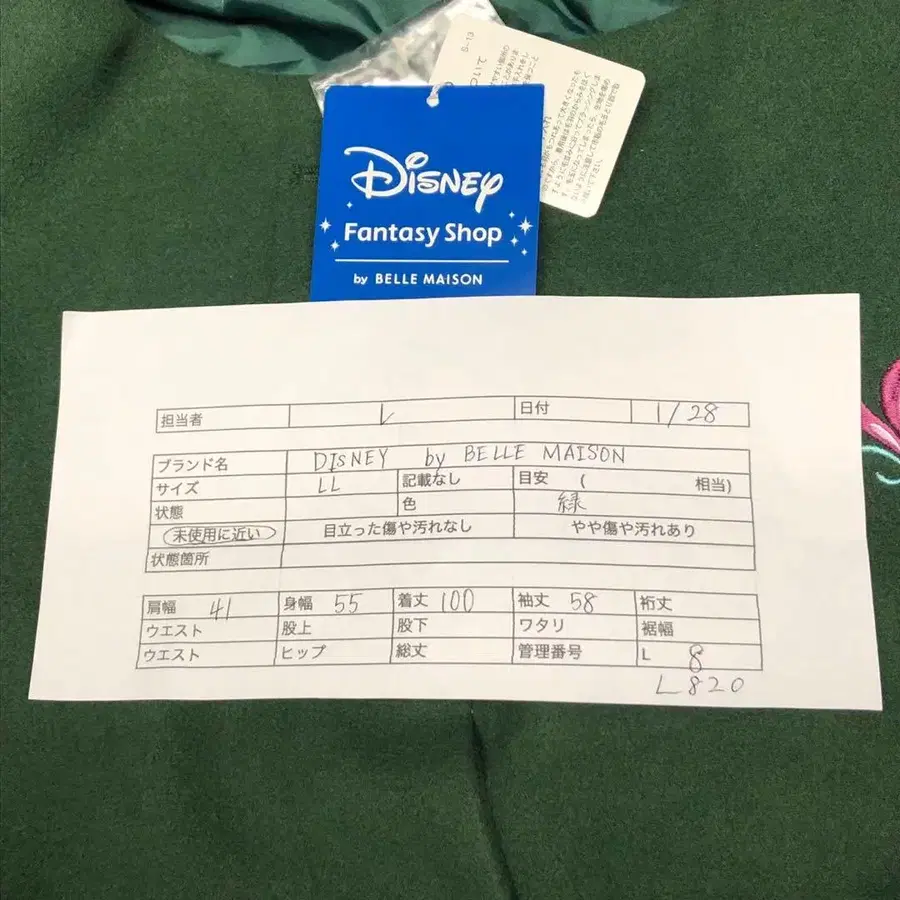 S-13
DISNEY
Fantasy Shop
by BELLE MAISON
担当者 L 日付 1/28
ブランド名 DISNEY by BELLE MAISON
サイズ LL 記載なし 目安 ( 相当)
状態 色 緑
未使用に近い 目立った傷や汚れなし やや傷や汚れあり
状態箇所
肩幅 41 身幅 55 着丈 100 袖丈 58 裄丈
ウエスト 股上 股下 ワタリ 裾幅
ウエスト ヒップ 総丈 管理番号 L 8
L820